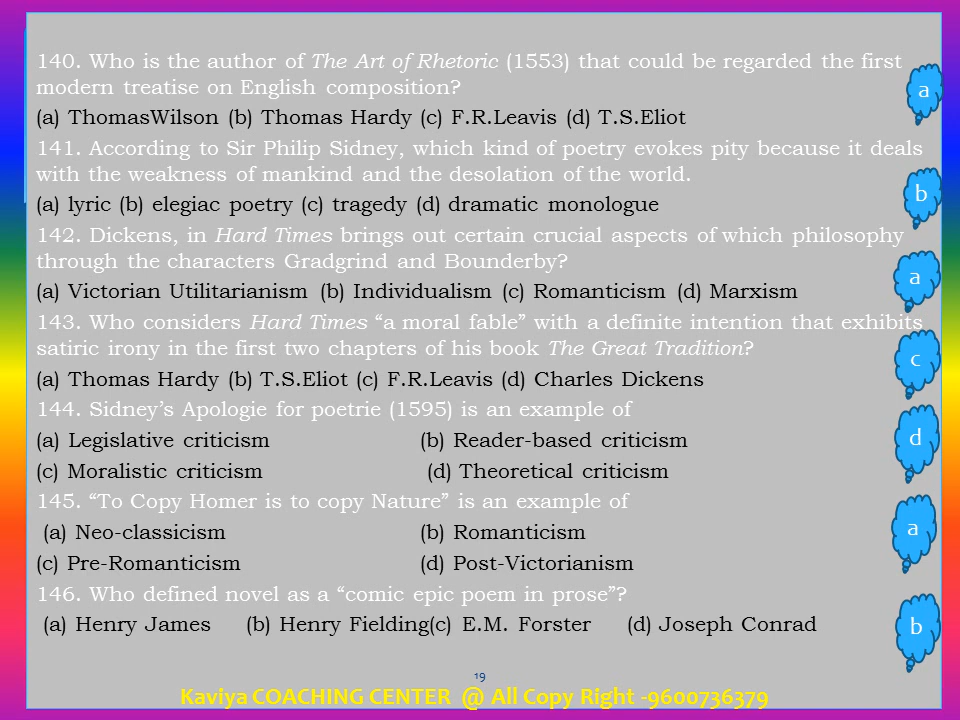 140. Who is the author of The Art of Rhetoric (1553) that could be regarded the first
modern treatise on English composition?
a
(a) ThomasWilson (b) Thomas Hardy (c) F.R.Leavis (d) T.S.Eliot
141. According to Sir Philip Sidney, which kind of poetry evokes pity because it deals
with the weakness of mankind and the desolation of the world.
b
(a) lyric (b) elegiac poetry (c) tragedy (d) dramatic monologue
142. Dickens, in Hard Times brings out certain crucial aspects of which philosophy
through the characters Gradgrind and Bounderby?
a
(a) Victorian Utilitarianism (b) Individualism (c) Romanticism (d) Marxism
143. Who considers Hard Times “a moral fable” with a definite intention that exhibits
satiric irony in the first two chapters of his book The Great Tradition?
c
(a) Thomas Hardy (b) T.S.Eliot (c) F.R.Leavis (d) Charles Dickens
144. Sidney’s Apologie for poetrie (1595) is an example of
(a) Legislative criticism (b) Reader-based criticism
d
(c) Moralistic criticism (d) Theoretical criticism
145. “To Copy Homer is to copy Nature” is an example of
(a) Neo-classicism (b) Romanticism
a
(c) Pre-Romanticism (d) Post-Victorianism
146. Who defined novel as a “comic epic poem in prose”?
(a) Henry James (b) Henry Fielding(c) E.M. Forster (d) Joseph Conrad
b
19
Kaviya COACHING CENTER @ All Copy Right -9600736379